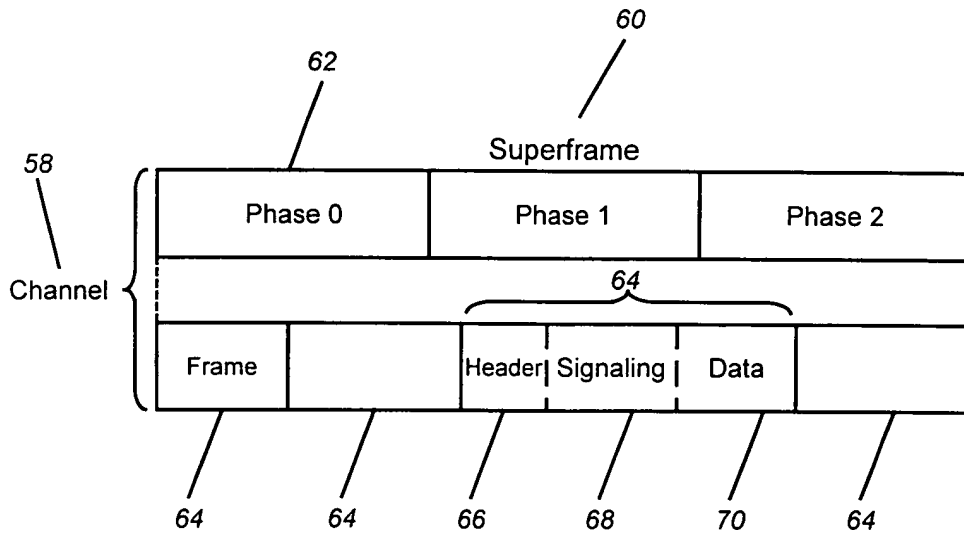 60
62
58
Superframe
Phase 0 Phase 1 Phase 2
Channel
64
Frame Header Signaling Data
64 64 66 68 70 64